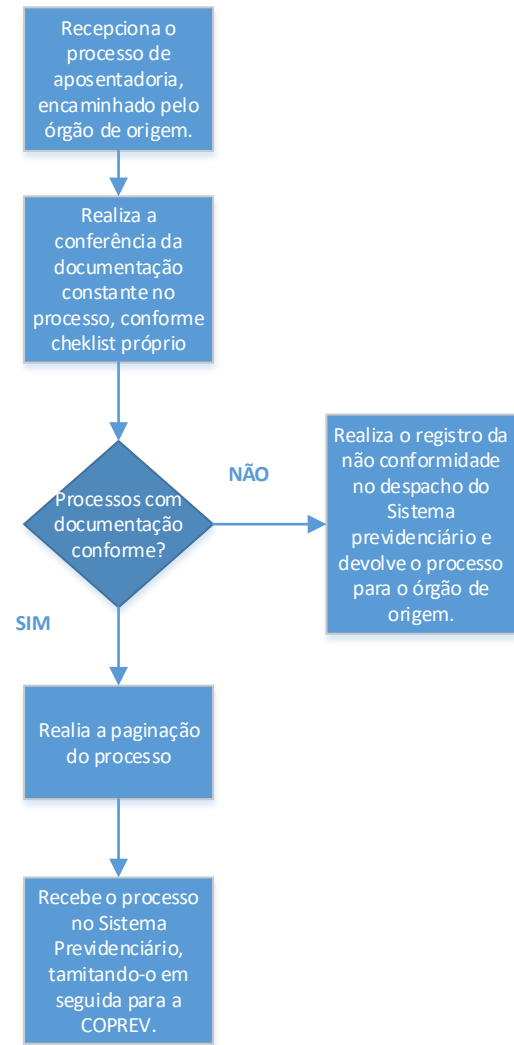 Recepciona o
processo de
aposentadoria,
encaminhado pelo
órgão de origem.
Realiza a
conferência da
documentação
constante no
processo, conforme
cheklist próprio
Processos com
documentação
conforme?
NÃO
Realiza o registro da
não conformidade
no despacho do
Sistema
previdenciário e
devolve o processo
para o órgão de
origem.
SIM
Realia a paginação
do processo
Recebe o processo
no Sistema
Previdenciário,
tamitando-o em
seguida para a
COPREV.